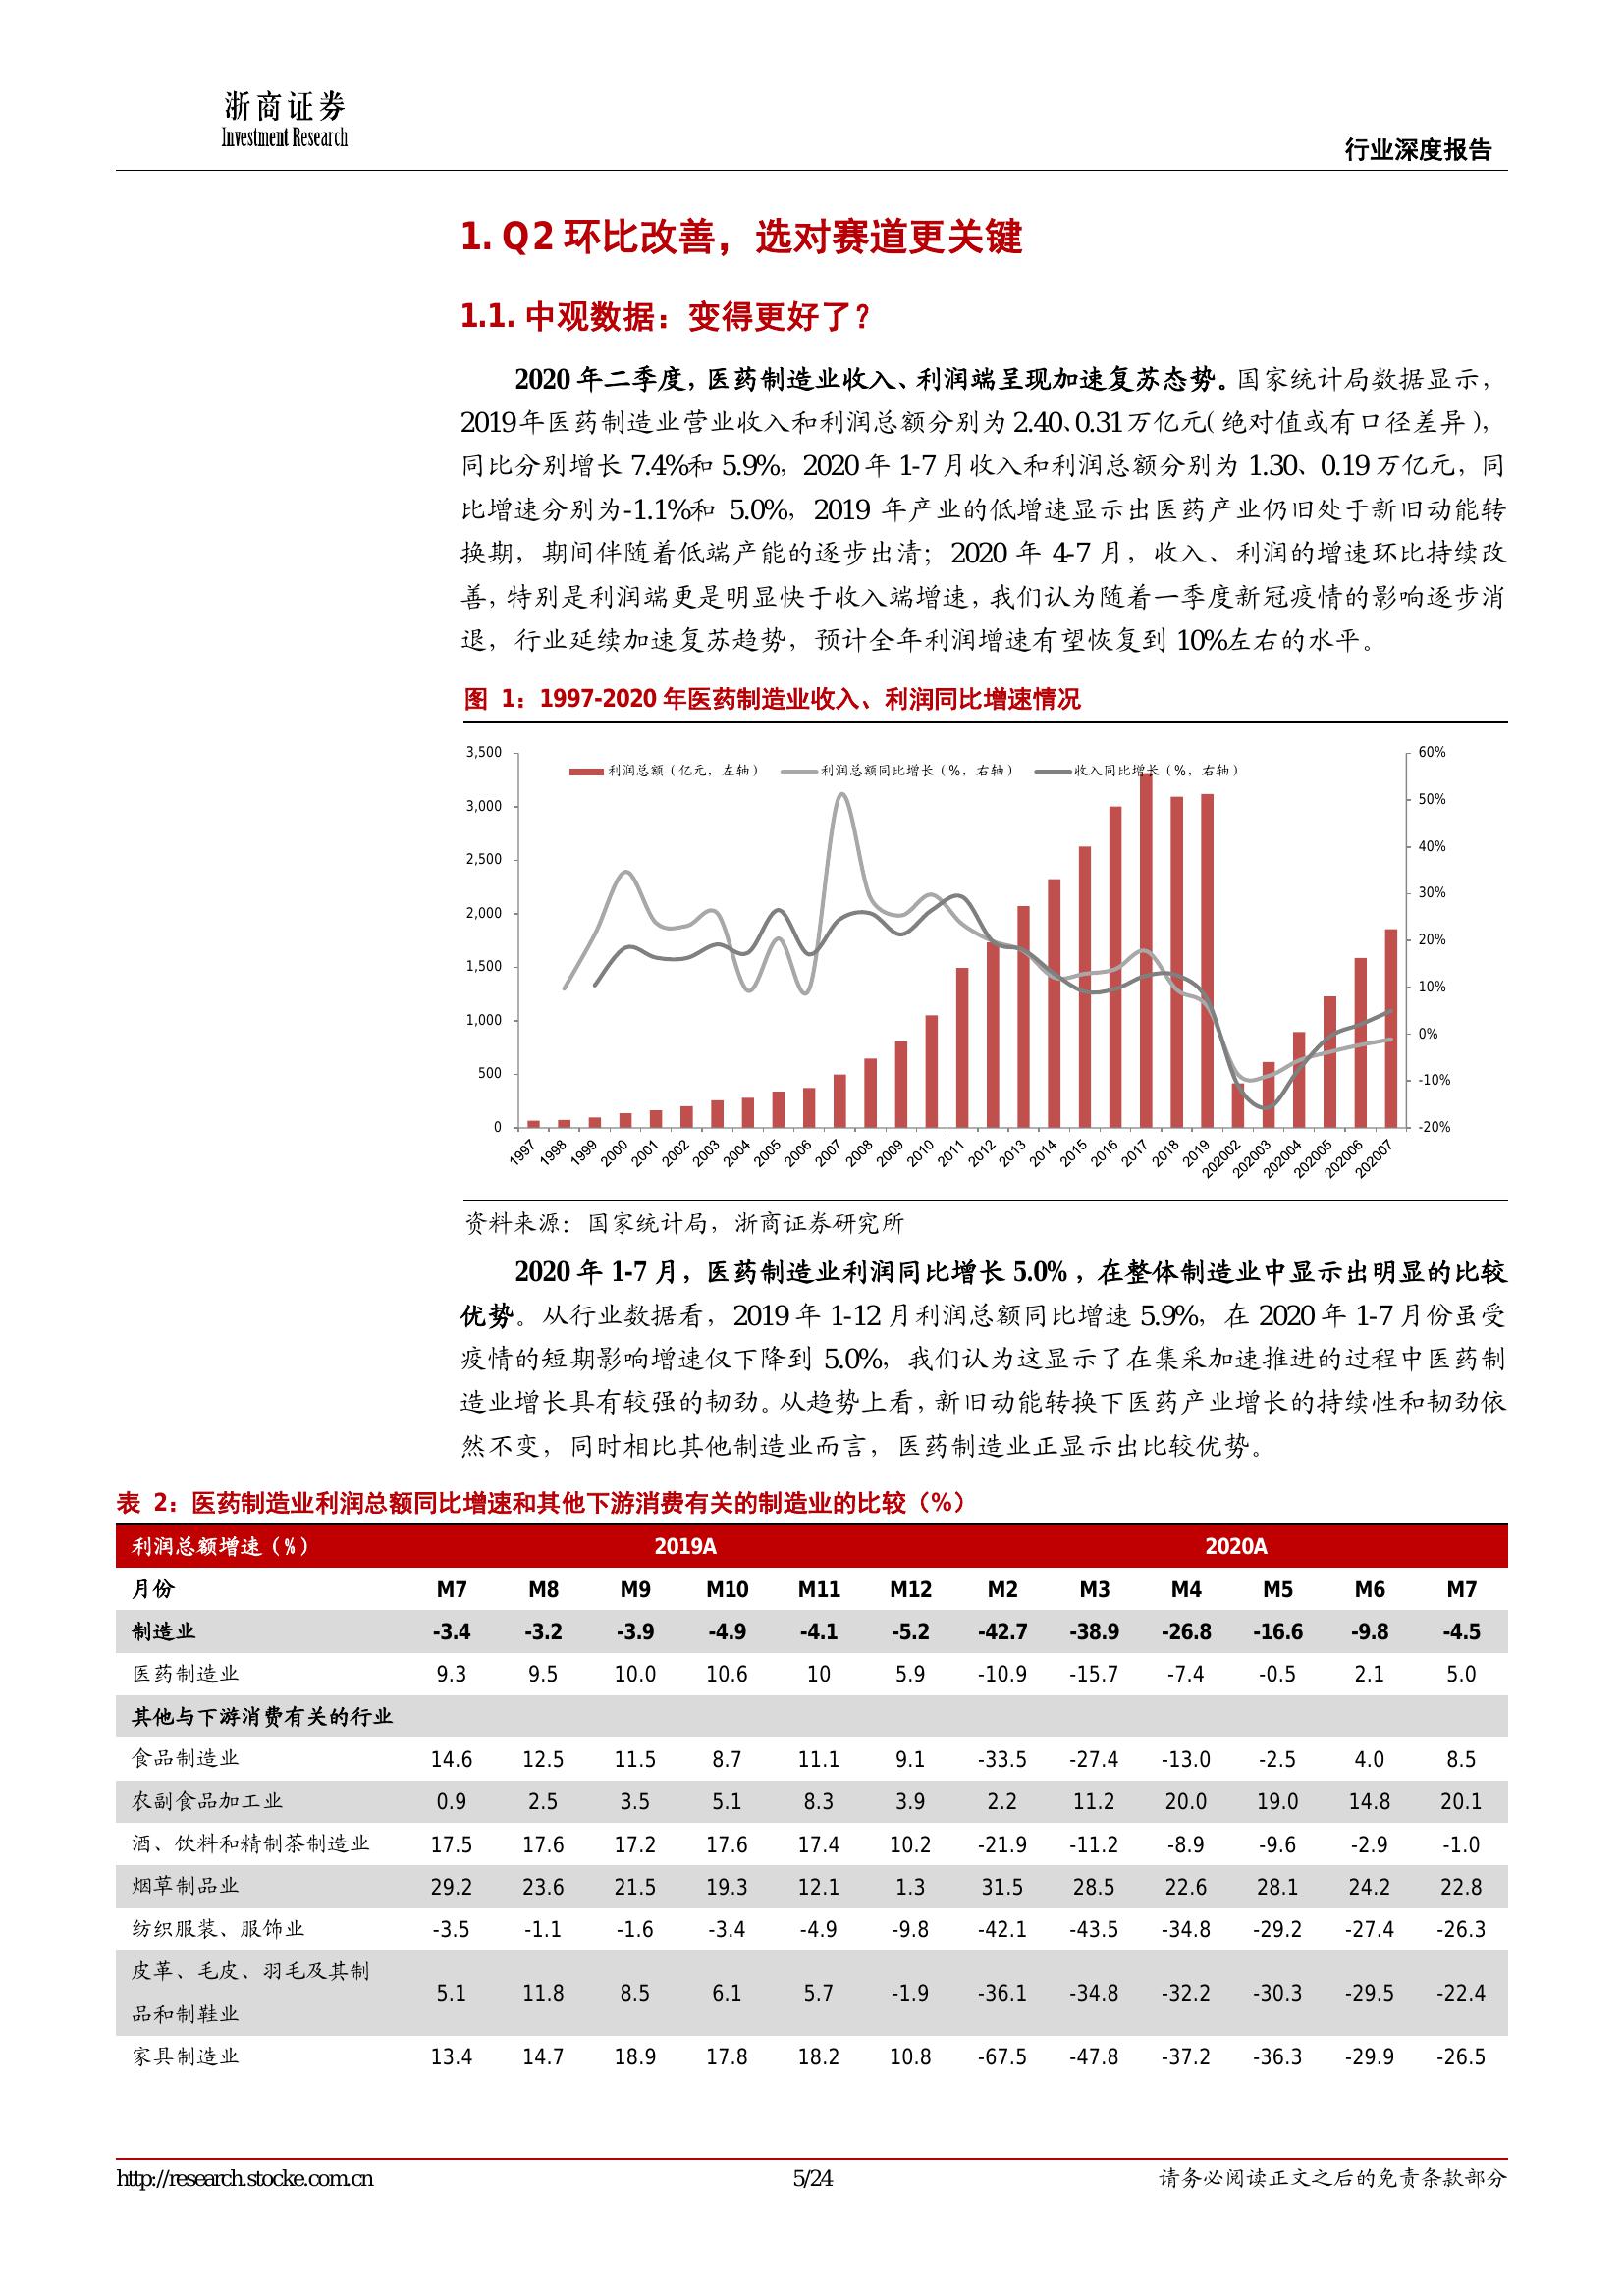 浙商证券
Investment Research
行业深度报告
1. Q2 环比改善，选对赛道更关键
1.1. 中观数据：变得更好了？
2020 年二季度，医药制造业收入、利润端呈现加速复苏态势。国家统计局数据显示，
2019年医药制造业营业收入和利润总额分别为 2.40、0.31万亿元( 绝对值或有口径差异 )，
同比分别增长 7.4%和 5.9%，2020 年 1-7 月收入和利润总额分别为 1.30、0.19 万亿元，同
比增速分别为-1.1%和 5.0%，2019 年产业的低增速显示出医药产业仍旧处于新旧动能转
换期，期间伴随着低端产能的逐步出清；2020 年 4-7 月，收入、利润的增速环比持续改
善，特别是利润端更是明显快于收入端增速，我们认为随着一季度新冠疫情的影响逐步消
退，行业延续加速复苏趋势，预计全年利润增速有望恢复到 10%左右的水平。
图 1：1997-2020 年医药制造业收入、利润同比增速情况
3,500 60%
利润总额（亿元，左轴） 利润总额同比增长（%，右轴） 收入同比增长（%，右轴）
3,000 50%
2,500 40%
2,000 30%
1,500 20%
1,000 10%
500 0%
0 -10%
-20%
1997 1998 1999 2000 2001 2002 2003 2004 2005 2006 2007 2008 2009 2010 2011 2012 2013 2014 2015 2016 2017 2018 2019 202002 202003 202004 202005 202006 202007
资料来源：国家统计局，浙商证券研究所
2020 年 1-7 月，医药制造业利润同比增长 5.0%，在整体制造业中显示出明显的比较
优势。从行业数据看，2019 年 1-12 月利润总额同比增速 5.9%，在 2020 年 1-7 月份虽受
疫情的短期影响增速仅下降到 5.0%，我们认为这显示了在集采加速推进的过程中医药制
造业增长具有较强的韧劲。从趋势上看，新旧动能转换下医药产业增长的持续性和韧劲依
然不变，同时相比其他制造业而言，医药制造业正显示出比较优势。
表 2：医药制造业利润总额同比增速和其他下游消费有关的制造业的比较（%）
利润总额增速（%） 2019A 2020A
月份 M7 M8 M9 M10 M11 M12 M2 M3 M4 M5 M6 M7
制造业 -3.4 -3.2 -3.9 -4.9 -4.1 -5.2 -42.7 -38.9 -26.8 -16.6 -9.8 -4.5
医药制造业 9.3 9.5 10.0 10.6 10 5.9 -10.9 -15.7 -7.4 -0.5 2.1 5.0
其他与下游消费有关的行业
食品制造业 14.6 12.5 11.5 8.7 11.1 9.1 -33.5 -27.4 -13.0 -2.5 4.0 8.5
农副食品加工业 0.9 2.5 3.5 5.1 8.3 3.9 2.2 11.2 20.0 19.0 14.8 20.1
酒、饮料和精制茶制造业 17.5 17.6 17.2 17.6 17.4 10.2 -21.9 -11.2 -8.9 -9.6 -2.9 -1.0
烟草制品业 29.2 23.6 21.5 19.3 12.1 1.3 31.5 28.5 22.6 28.1 24.2 22.8
纺织服装、服饰业 -3.5 -1.1 -1.6 -3.4 -4.9 -9.8 -42.1 -43.5 -34.8 -29.2 -27.4 -26.3
皮革、毛皮、羽毛及其制
品和制鞋业 5.1 11.8 8.5 6.1 5.7 -1.9 -36.1 -34.8 -32.2 -30.3 -29.5 -22.4
家具制造业 13.4 14.7 18.9 17.8 18.2 10.8 -67.5 -47.8 -37.2 -36.3 -29.9 -26.5
http://research.stocke.com.cn 5/24 请务必阅读正文之后的免责条款部分